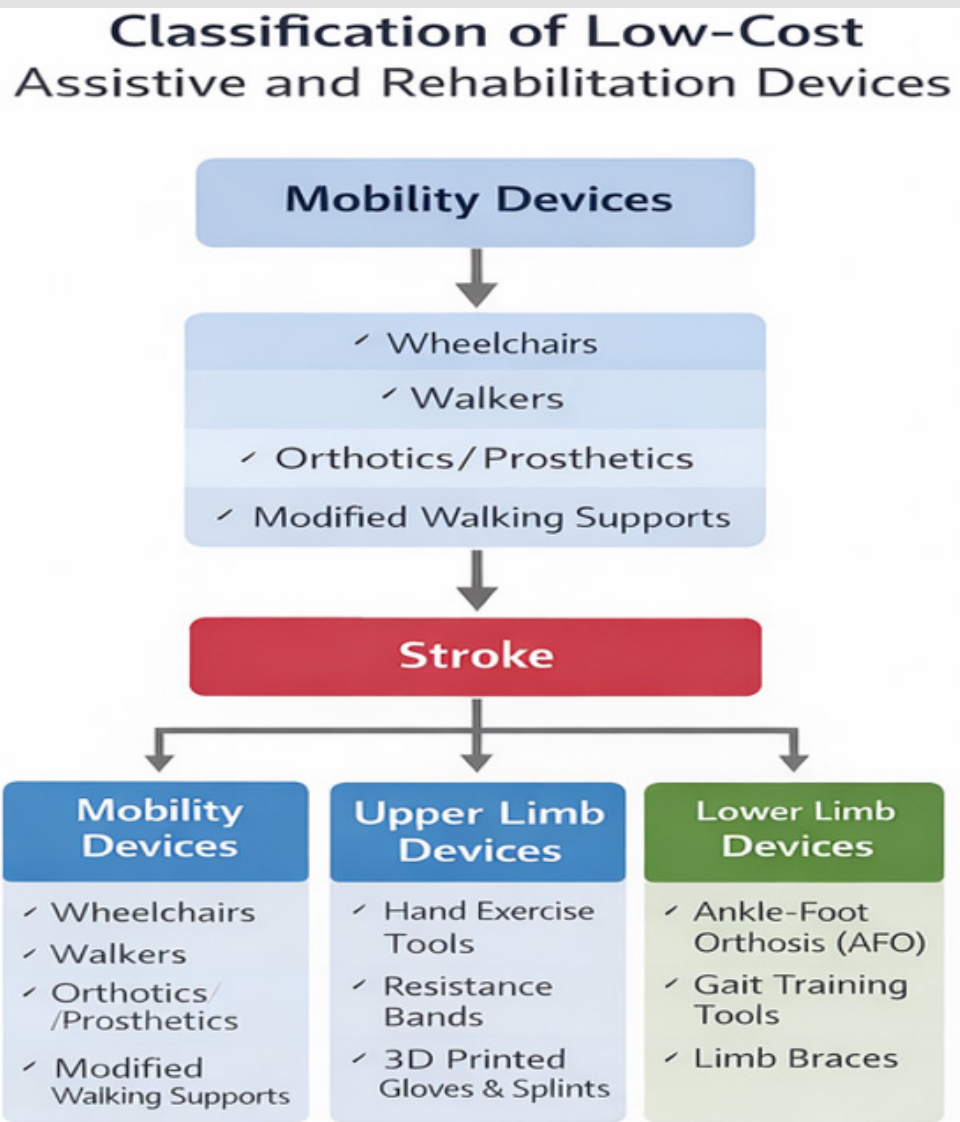 Classification of Low-Cost
Assistive and Rehabilitation Devices
Mobility Devices
✓ Wheelchairs
✓ Walkers
✓ Orthotics/Prosthetics
✓ Modified Walking Supports
Stroke
Mobility
Devices
✓ Wheelchairs
✓ Walkers
✓ Orthotics/
/Prosthetics
✓ Modified
Walking Supports
Upper Limb
Devices
✓ Hand Exercise
Tools
✓ Resistance
Bands
✓ 3D Printed
Gloves & Splints
Lower Limb
Devices
✓ Ankle-Foot
Orthosis (AFO)
✓ Gait Training
Tools
✓ Limb Braces